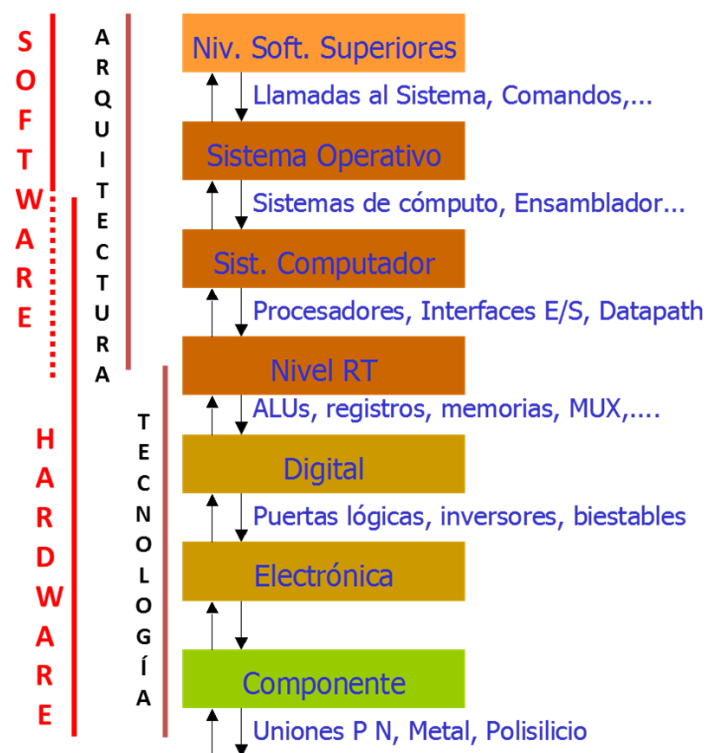 SOFTWARE
HARDWARE
ARQUITECTURA
TECNOLOGÍA
Niv. Soft. Superiores
Llamadas al Sistema, Comandos,...
Sistema Operativo
Sistemas de cómputo, Ensamblador...
Sist. Computador
Procesadores, Interfaces E/S, Datapath
Nivel RT
ALUs, registros, memorias, MUX,....
Digital
Puertas lógicas, inversores, biestables
Electrónica
Componente
Uniones P N, Metal, Polisilicio